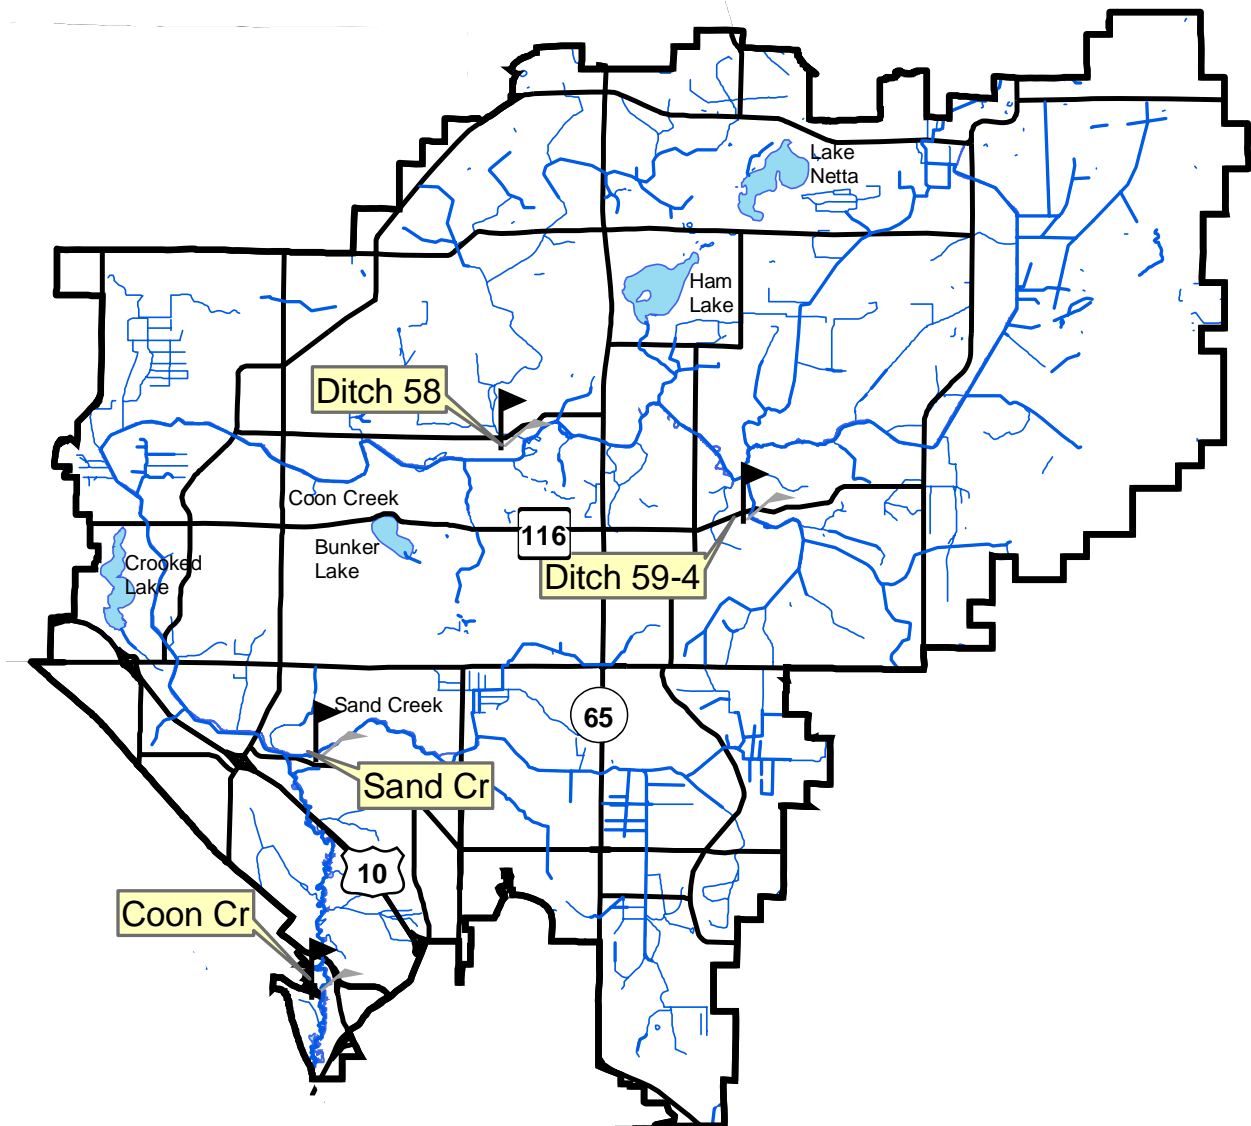 Lake
Netta
Ham
Lake
Ditch 58
Coon Creek
116
Bunker
Lake
Crooked
Lake
Ditch 59-4
Sand Creek
65
Sand Cr
10
Coon Cr